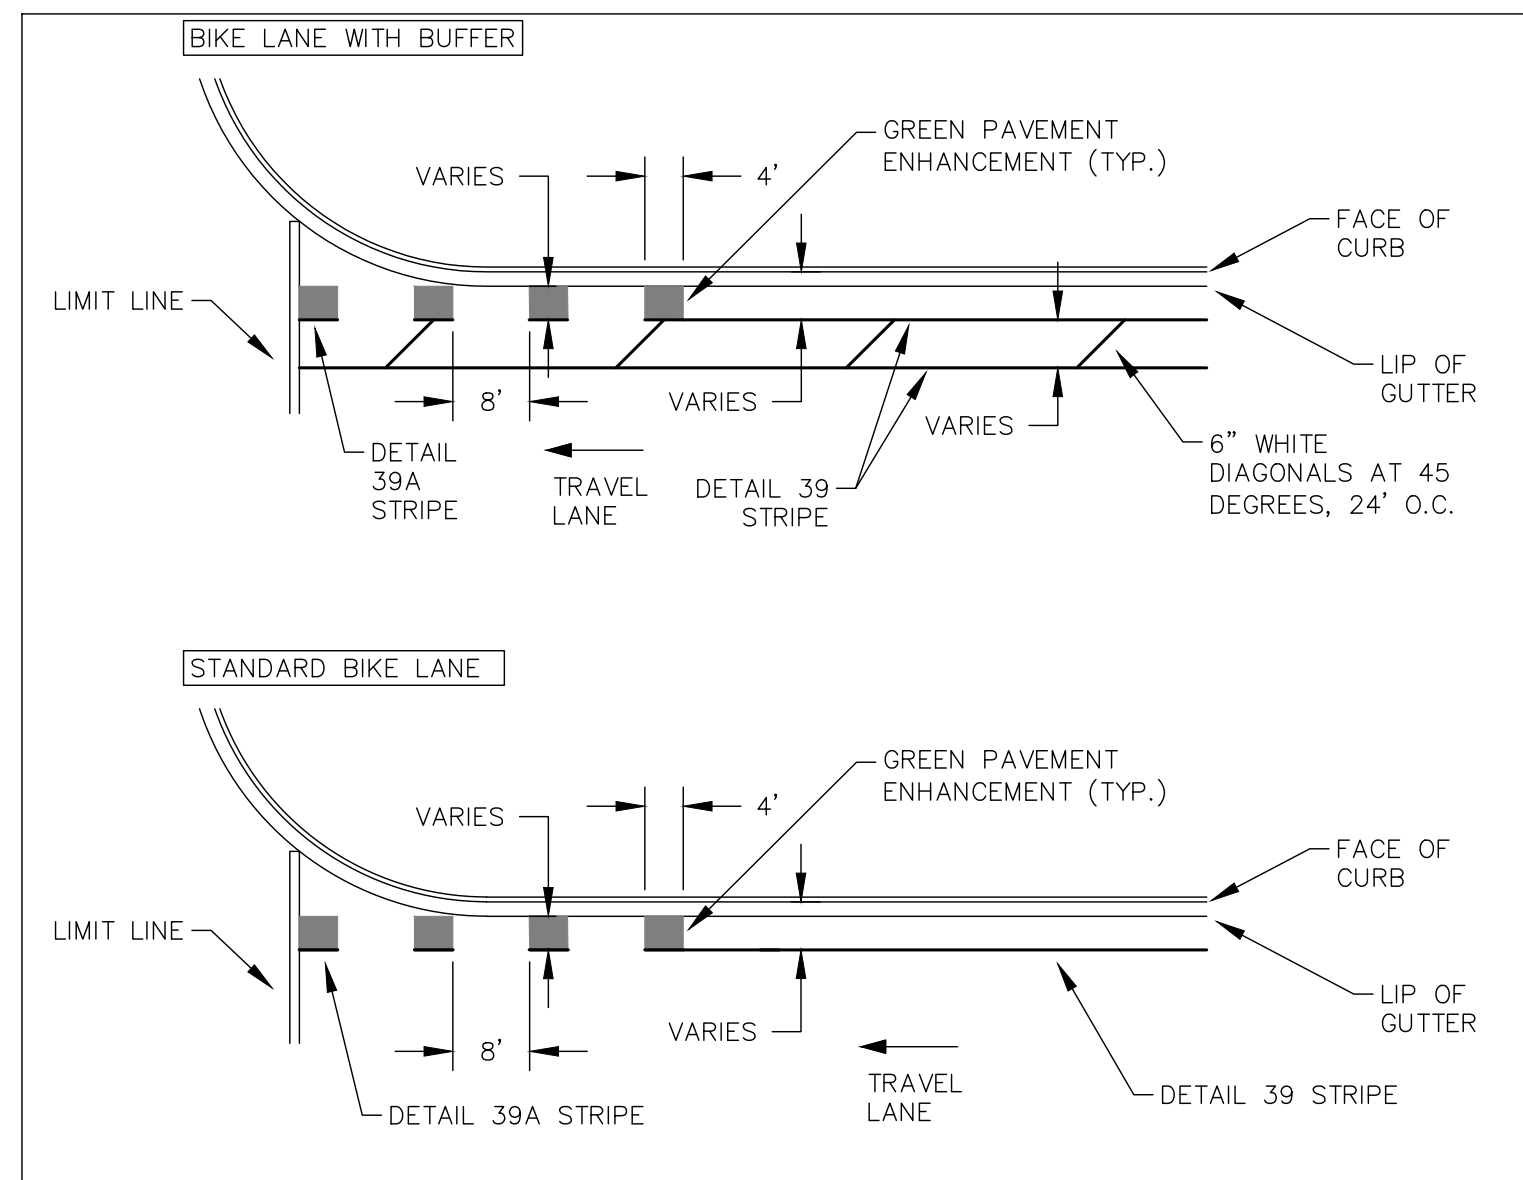 BIKE LANE WITH BUFFER
GREEN PAVEMENT
ENHANCEMENT (TYP.)
VARIES
4'
FACE OF
CURB
LIMIT LINE
LIP OF
GUTTER
8'
VARIES
VARIES
6" WHITE
DIAGONALS AT 45
DEGREES, 24' O.C.
DETAIL
39A
STRIPE
TRAVEL
LANE
DETAIL 39
STRIPE
STANDARD BIKE LANE
GREEN PAVEMENT
ENHANCEMENT (TYP.)
VARIES
4'
FACE OF
CURB
LIMIT LINE
LIP OF
GUTTER
VARIES
8'
TRAVEL
LANE
DETAIL 39 STRIPE
DETAIL 39A STRIPE